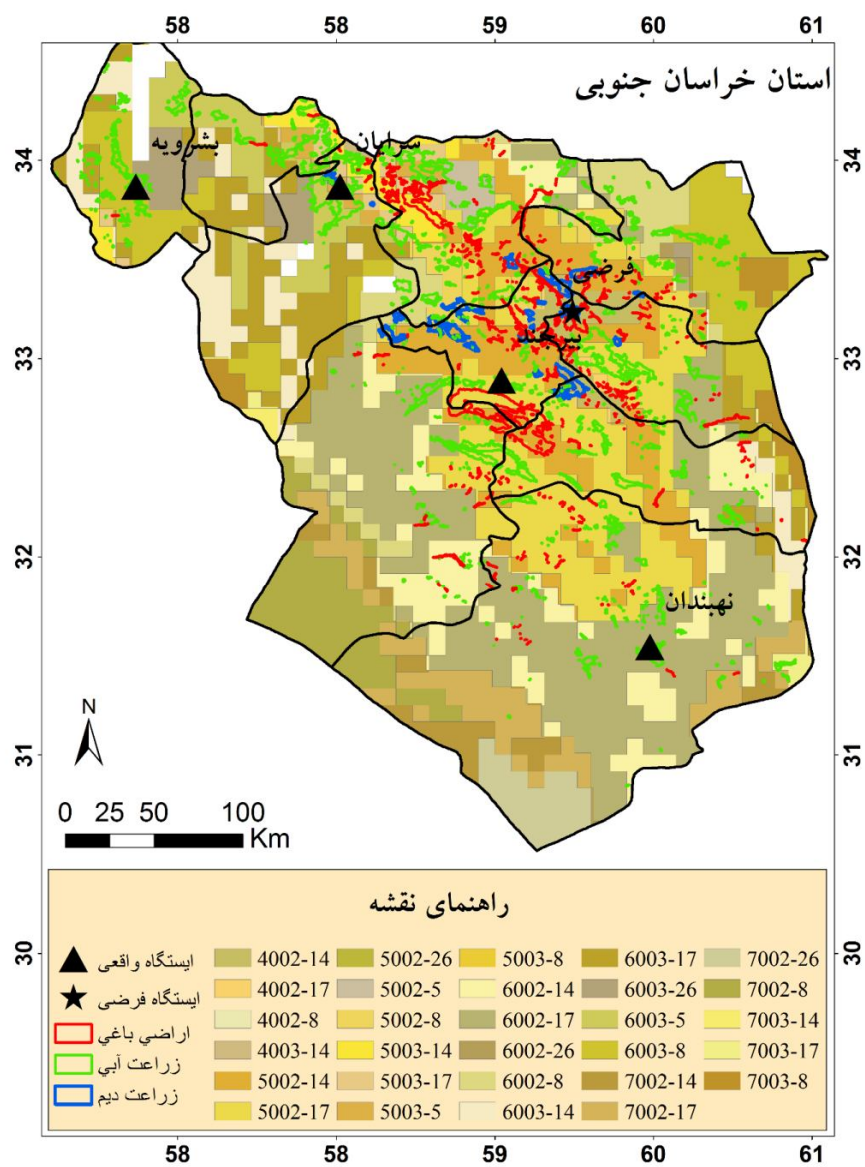 58 58 59 60 61
استان خراسان جنوبی
34 34
بشرویه
سرایان
فرضی
33 33
بیرجند
32 32
نهبندان
N
31 31
0 25 50 100
Km
راهنمای نقشه
ایستگاه واقعی
ایستگاه فرضی
اراضي باغي
زراعت آبي
زراعت ديم
4002-14 5002-26 5003-8 6003-17 7002-26
4002-17 5002-5 6002-14 6003-26 7002-8
4002-8 5002-8 6002-17 6003-5 7003-14
4003-14 5003-14 6002-26 6003-8 7003-17
5002-14 5003-17 6002-8 7002-14 7003-8
5002-17 5003-5 6003-14 7002-17
30 30
58 58 59 60 61